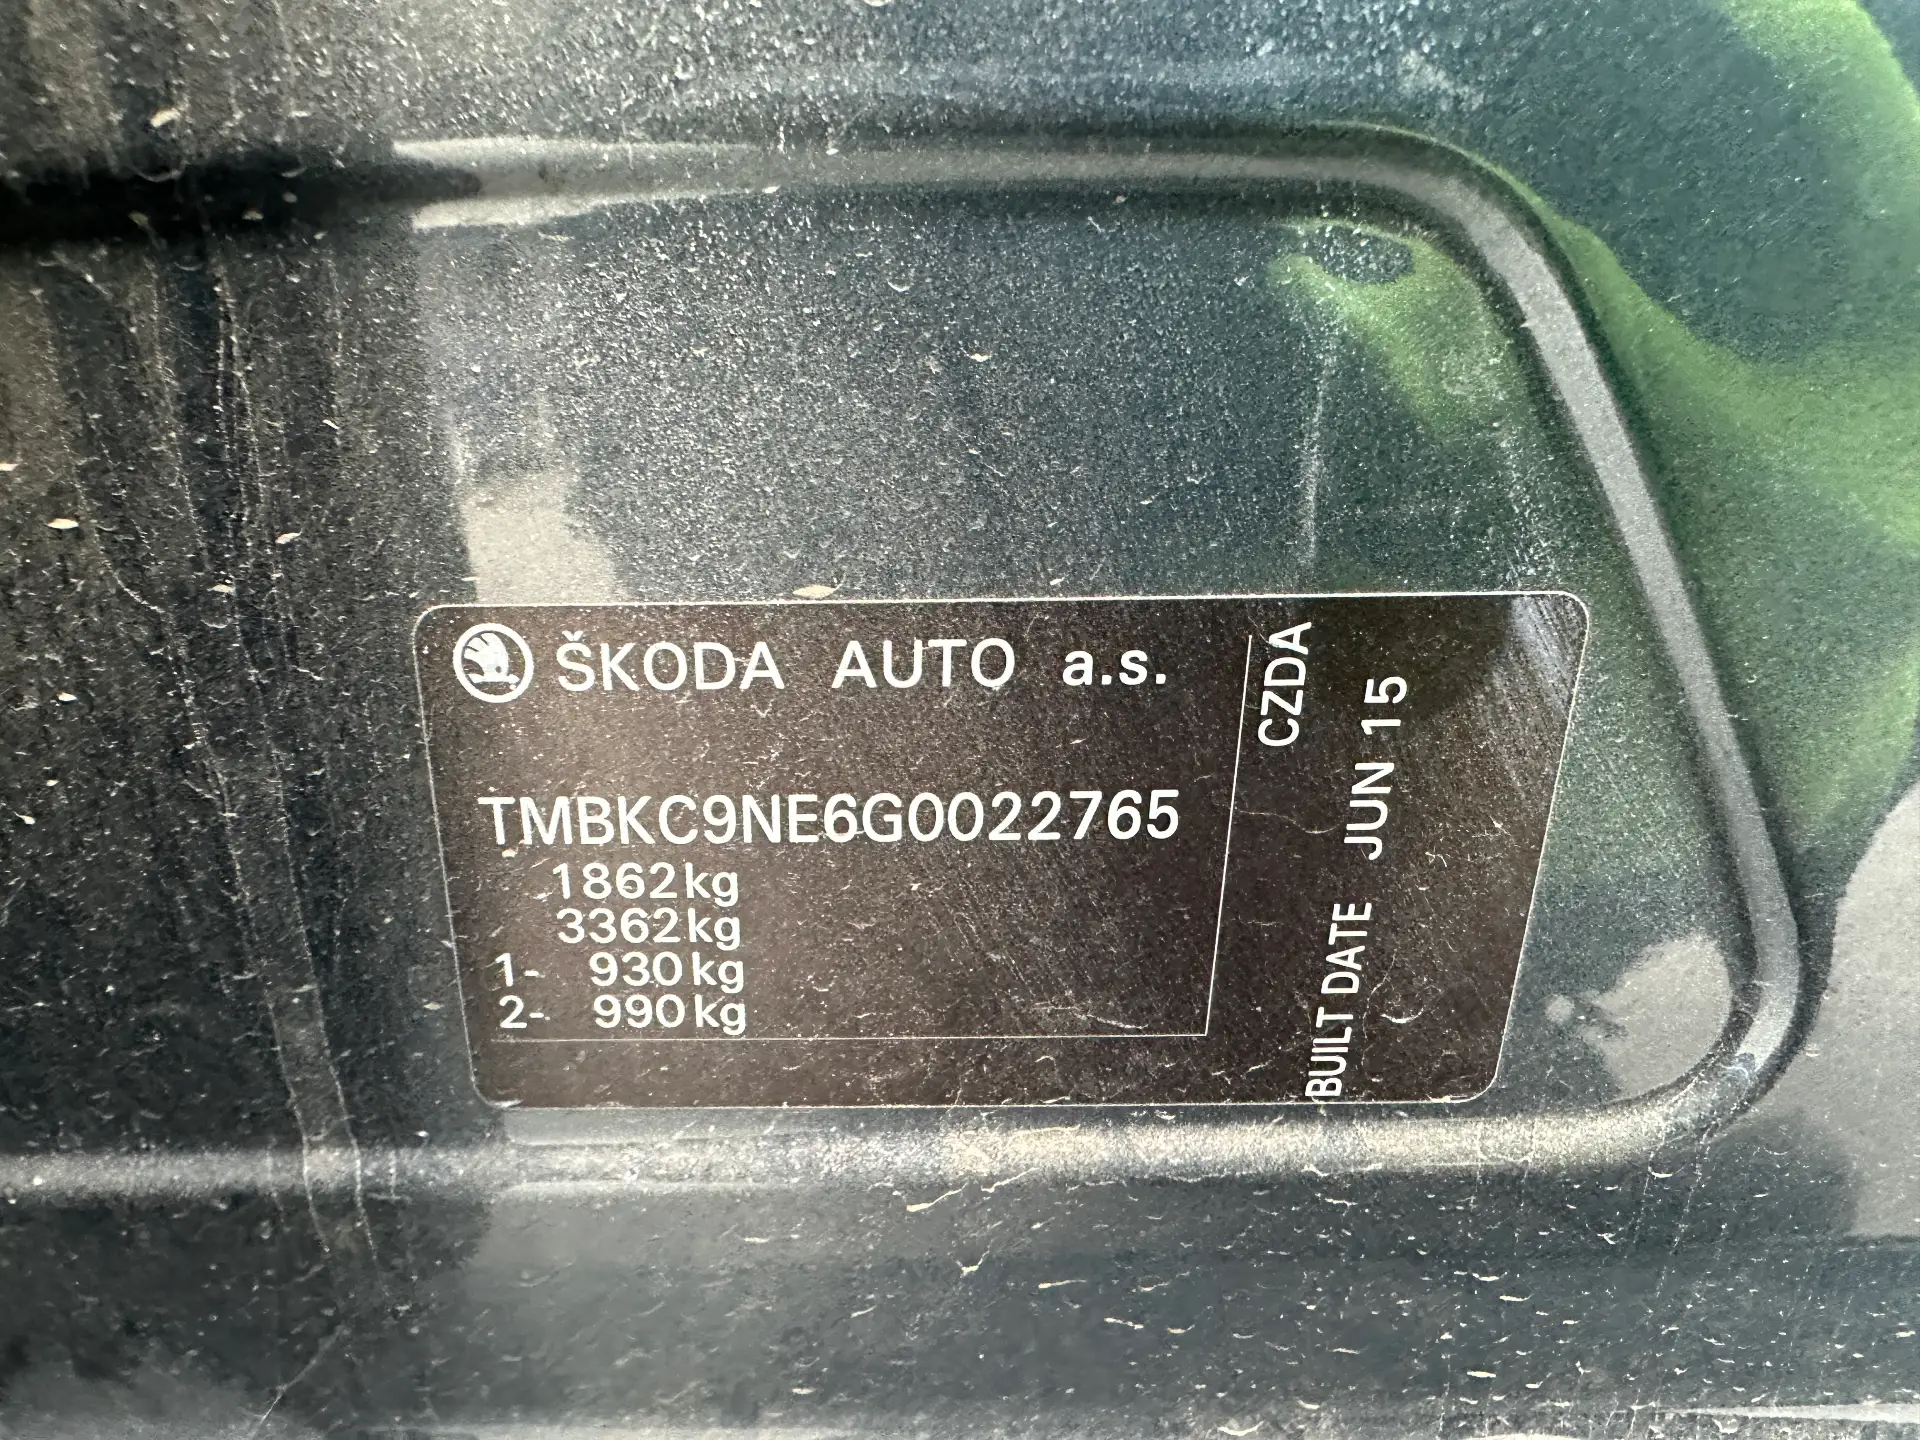 ŠKODA AUTO a.s.
TMBKC9NE6G0022765
1862kg
3362kg
1- 930kg
2- 990kg
CZDA
BUILT DATE JUN 15